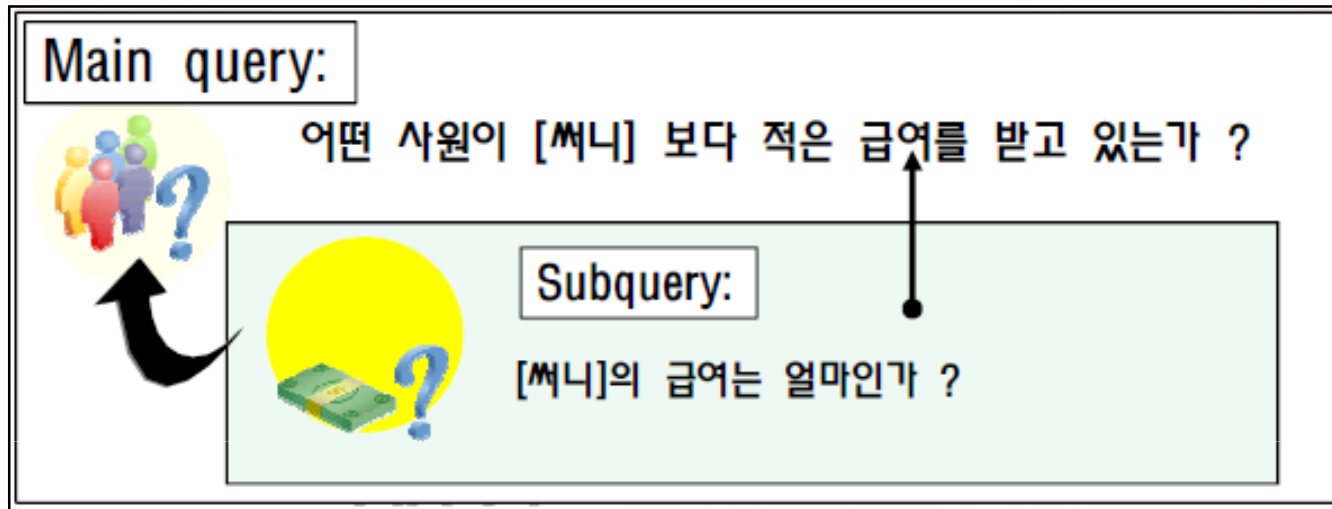 Main query:
어떤 사원이 [써니] 보다 적은 급여를 받고 있는가 ?
Subquery:
[써니]의 급여는 얼마인가 ?